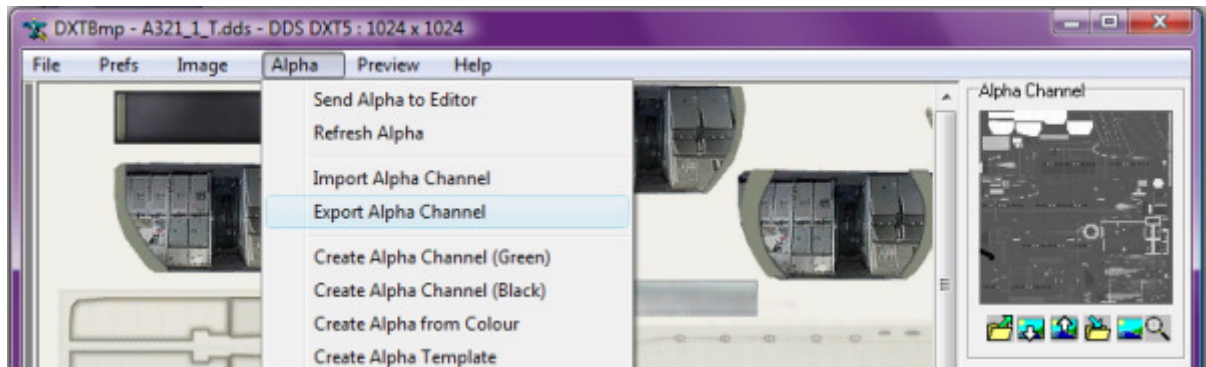 DXTBmp - A321_1_T.dds - DDS DXT5 : 1024 x 1024
File Prefs Image Alpha Preview Help
Send Alpha to Editor
Refresh Alpha
Import Alpha Channel
Export Alpha Channel
Create Alpha Channel (Green)
Create Alpha Channel (Black)
Create Alpha from Colour
Create Alpha Template
Alpha Channel